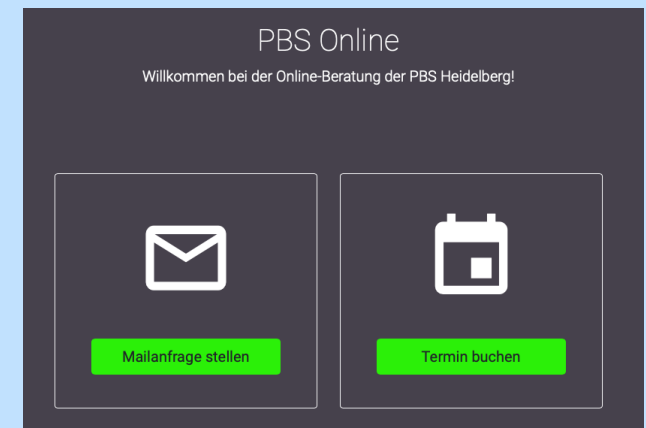 PBS Online
Willkommen bei der Online-Beratung der PBS Heidelberg!
Mailanfrage stellen
Termin buchen